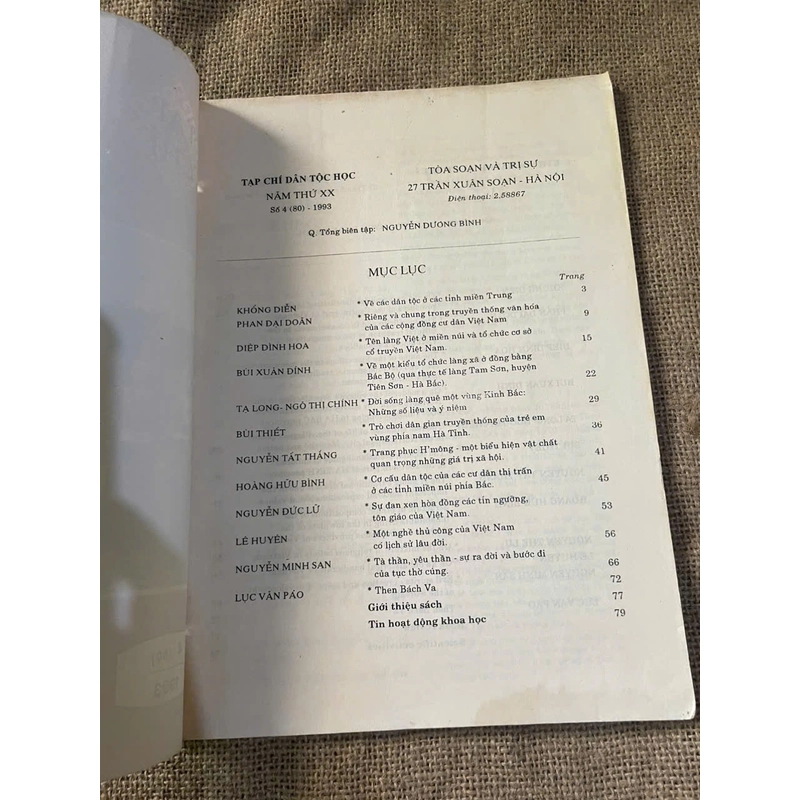 TẠP CHÍ DÂN TỘC HỌC
NĂM THỨ XX
Số 4 (80) - 1993
TÒA SOẠN VÀ TRỊ SỰ
27 TRẦN XUÂN SOẠN - HÀ NỘI
Điện thoại: 2.58867
Q. Tổng biên tập: NGUYỄN DƯƠNG BÌNH
MỤC LỤC
Trang
KHỔNG DIỄN * Về các dân tộc ở các tỉnh miền Trung 3
PHAN ĐẠI DOÃN * Riêng và chung trong truyền thống văn hóa
của các cộng đồng cư dân Việt Nam 9
DIỆP ĐÌNH HOA * Tên làng Việt ở miền núi và tổ chức cơ sở
cổ truyền Việt Nam. 15
BÙI XUÂN ĐÍNH * Về một kiểu tổ chức làng xã ở đồng bằng
Bắc Bộ (qua thực tế làng Tam Sơn, huyện
Tiên Sơn - Hà Bắc). 22
TẠ LONG- NGÔ THỊ CHÍNH * Đời sống làng quê một vùng Kinh Bắc:
Những số liệu và ý niệm 29
BÙI THIẾT * Trò chơi dân gian truyền thống của trẻ em
vùng phía nam Hà Tĩnh. 36
NGUYỄN TẤT THẮNG * Trang phục H'mông - một biểu hiện vật chất
quan trọng những giá trị xã hội. 41
HOÀNG HỮU BÌNH * Cơ cấu dân tộc của các cư dân thị trấn
ở các tỉnh miền núi phía Bắc. 45
NGUYỄN ĐỨC LỮ * Sự đan xen hòa đồng các tín ngưỡng,
tôn giáo của Việt Nam. 53
LÊ HUYÊN * Một nghề thủ công của Việt Nam
có lịch sử lâu đời. 56
NGUYỄN MINH SAN * Tà thần, yêu thần - sự ra đời và bước đi
của tục thờ cúng. 66
LỤC VĂN PẢO * Then Bách Va 72
Giới thiệu sách 77
Tin hoạt động khoa học 79